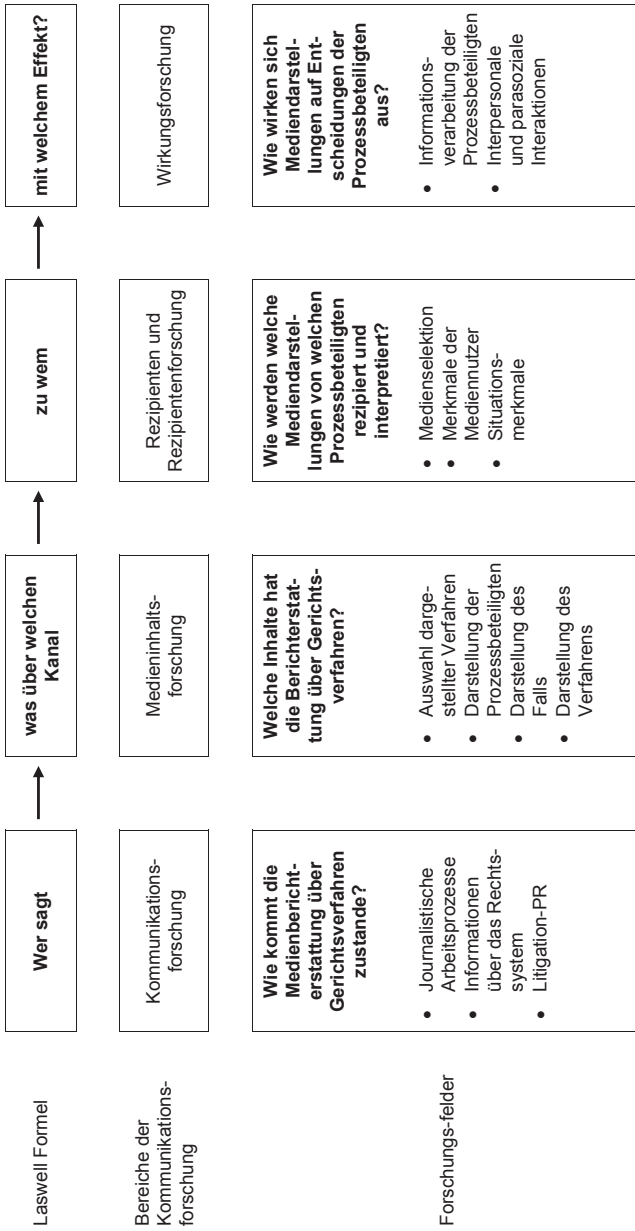 Laswell Formel
Wer sagt
was über welchen
Kanal
zu wem
mit welchem Effekt?
Bereiche der
Kommunikations-
forschung
Kommunikations-
forschung
Medieninhalts-
forschung
Rezipienten und
Rezipientenforschung
Wirkungsforschung
Forschungs-felder
Wie kommt die
Medienbericht-
erstattung über
Gerichtsverfahren
zustande?
• Journalistische
Arbeitsprozesse
• Informationen
über das Rechts-
system
• Litigation-PR
Welche Inhalte hat
die Berichterstat-
tung über Gerichts-
verfahren?
• Auswahl darge-
stellter Verfahren
• Darstellung der
Prozessbeteiligten
• Darstellung des
Falls
• Darstellung des
Verfahrens
Wie werden welche
Mediendarstel-
lungen von welchen
Prozessbeteiligten
rezipiert und
interpretiert?
• Medienselektion
• Merkmale der
Mediennutzer
• Situations-
merkmale
Wie wirken sich
Mediendarstel-
lungen auf Ent-
scheidungen der
Prozessbeteiligten
aus?
• Informations-
verarbeitung der
Prozessbeteiligten
• Interpersonale
und parasoziale
Interaktionen